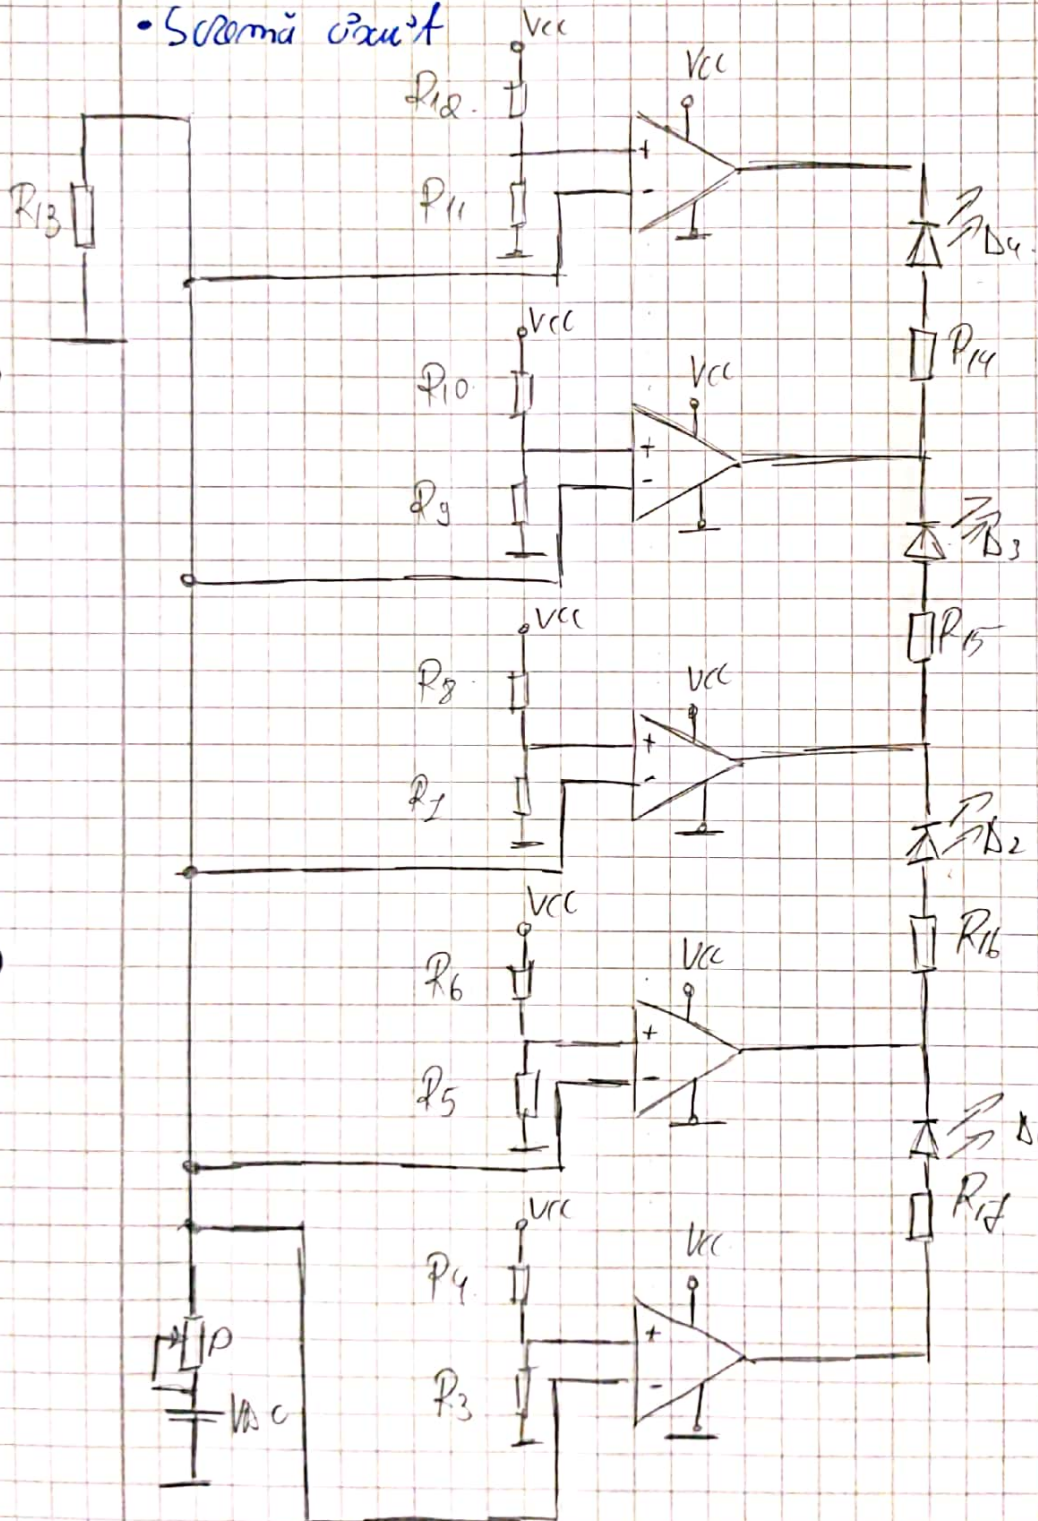 • Schemă circuit
Vcc
R12
Vcc
+
-
R11
R13
D4
Vcc
R10
Vcc
R14
+
-
R9
D3
Vcc
R15
R8
Vcc
+
-
R7
D2
Vcc
R6
Vcc
R16
+
-
R5
D
Vcc
R17
R4
Vcc
+
P
-
R3
VDC